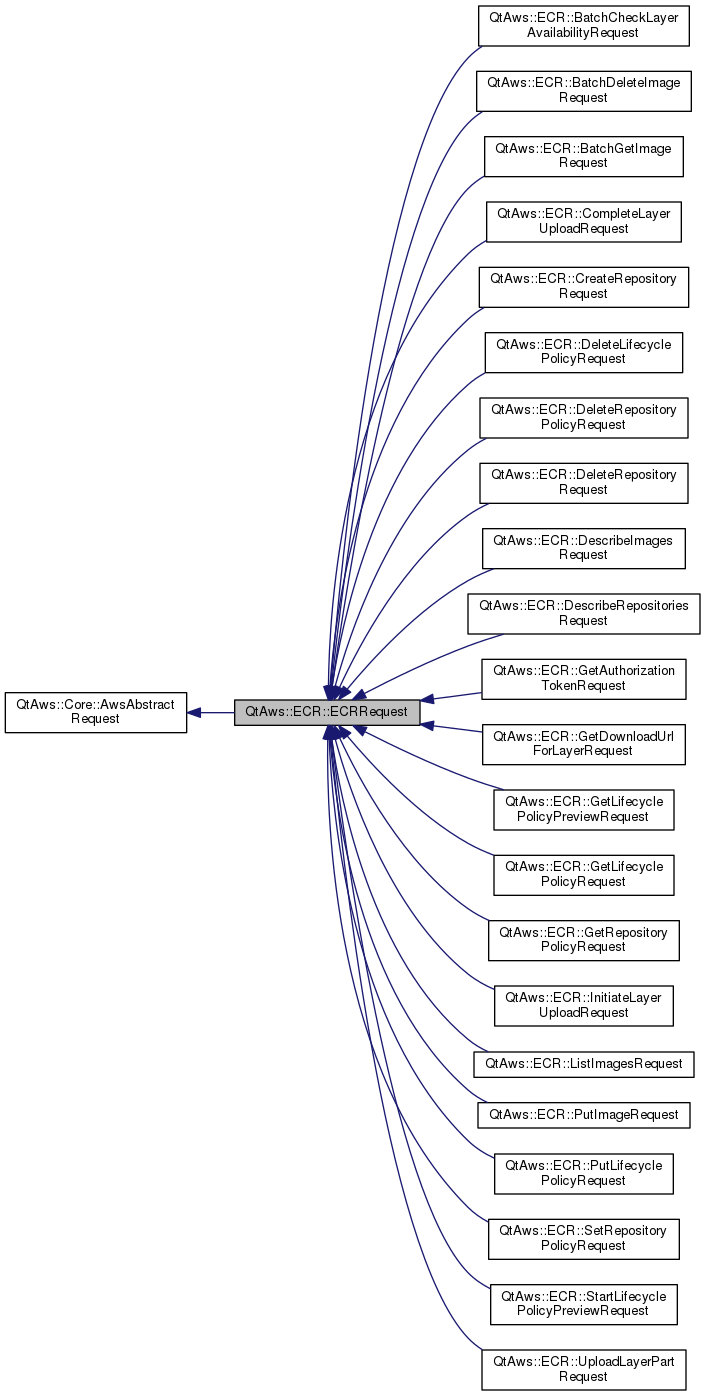 QtAws::Core::AwsAbstract
Request
QtAws::ECR::ECRRequest
QtAws::ECR::BatchCheckLayer
AvailabilityRequest
QtAws::ECR::BatchDeleteImage
Request
QtAws::ECR::BatchGetImage
Request
QtAws::ECR::CompleteLayer
UploadRequest
QtAws::ECR::CreateRepository
Request
QtAws::ECR::DeleteLifecycle
PolicyRequest
QtAws::ECR::DeleteRepository
PolicyRequest
QtAws::ECR::DeleteRepository
Request
QtAws::ECR::DescribeImages
Request
QtAws::ECR::DescribeRepositories
Request
QtAws::ECR::GetAuthorization
TokenRequest
QtAws::ECR::GetDownloadUrl
ForLayerRequest
QtAws::ECR::GetLifecycle
PolicyPreviewRequest
QtAws::ECR::GetLifecycle
PolicyRequest
QtAws::ECR::GetRepository
PolicyRequest
QtAws::ECR::InitiateLayer
UploadRequest
QtAws::ECR::ListImagesRequest
QtAws::ECR::PutImageRequest
QtAws::ECR::PutLifecycle
PolicyRequest
QtAws::ECR::SetRepository
PolicyRequest
QtAws::ECR::StartLifecycle
PolicyPreviewRequest
QtAws::ECR::UploadLayerPart
Request